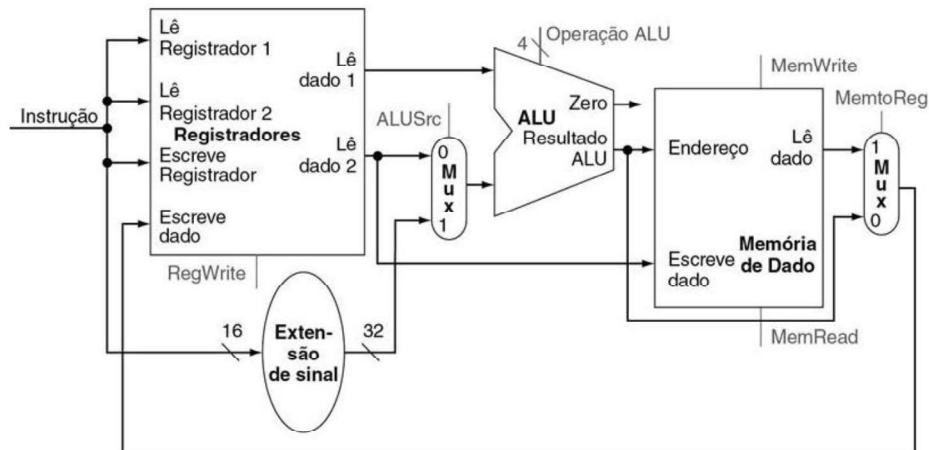 Instrução
Lê
Registrador 1
Lê
Registrador 2
Registradores
Escreve
Registrador
Escreve
dado
Lê
dado 1
Lê
dado 2
RegWrite
16
Exten-
são
de sinal
32
ALUSrc
0
Mux
1
4
Operação ALU
ALU
Zero
Resultado
ALU
MemWrite
Endereço
Lê
dado
Escreve
dado
Memória
de Dado
MemRead
MemtoReg
1
Mux
0